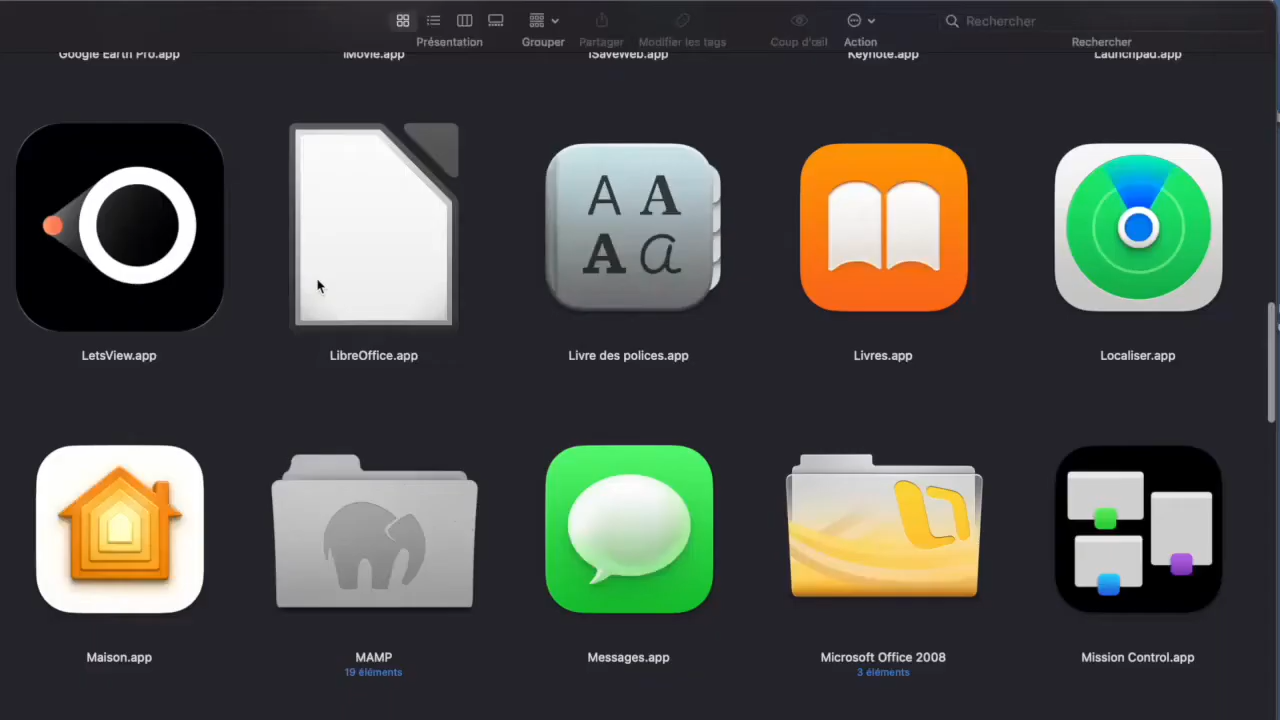 Rechercher
Présentation Grouper Partager Modifier les tags Coup d'œil Action Rechercher
Google Earth Pro.app iMovie.app iSaveWeb.app Keynote.app Launchpad.app
A A
A a
LetsView.app LibreOffice.app Livre des polices.app Livres.app Localiser.app
Maison.app MAMP Messages.app Microsoft Office 2008 Mission Control.app
19 éléments 3 éléments